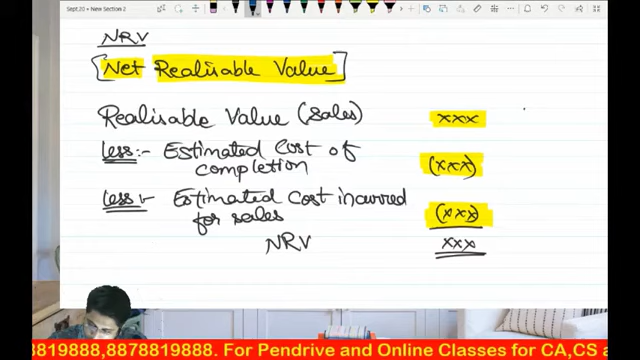 Sept 20 + New Section 2
NRV
[Net Realisable Value]
Realisable Value (Sales) xxx
Less:- Estimated Cost of completion (xxx)
Less:- Estimated Cost incurred for sales (xxx)
NRV xxx
8819888,8878819888. For Pendrive and Online Classes for CA,CS a